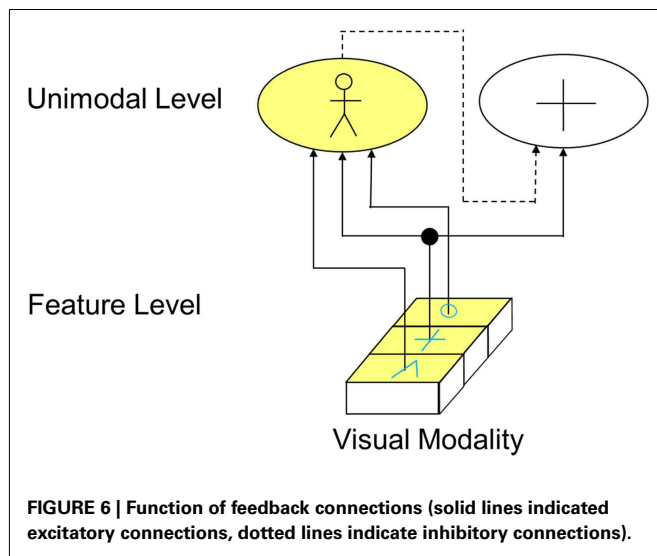 Unimodal Level
Feature Level
Visual Modality
FIGURE 6 | Function of feedback connections (solid lines indicated
excitatory connections, dotted lines indicate inhibitory connections).